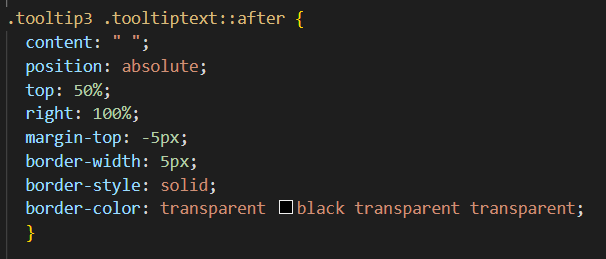 .tooltip3 .tooltiptext::after {
content: " ";
position: absolute;
top: 50%;
right: 100%;
margin-top: -5px;
border-width: 5px;
border-style: solid;
border-color: transparent black transparent transparent;
}